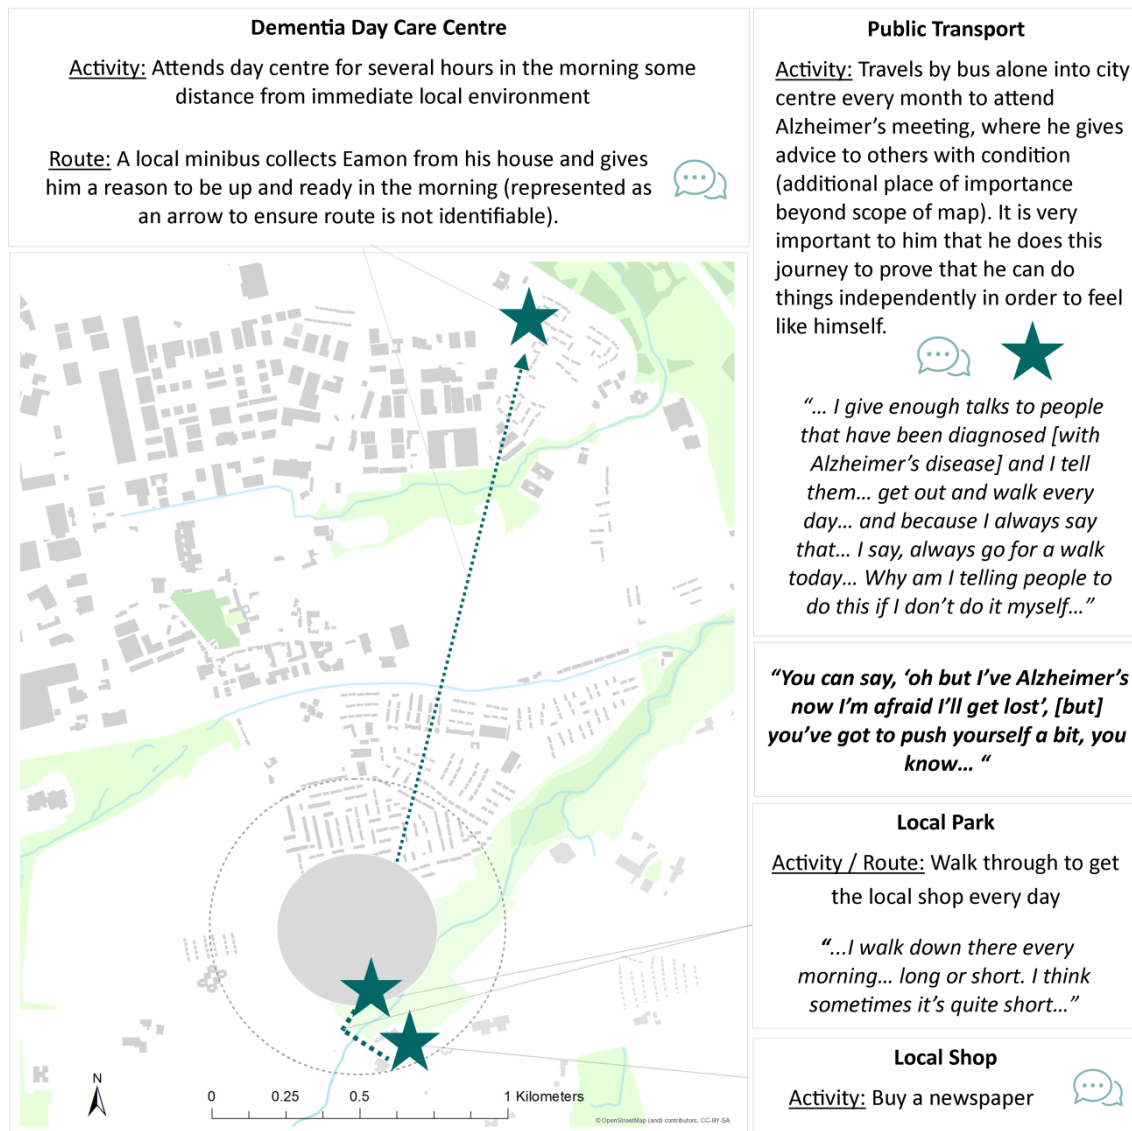 Dementia Day Care Centre
Activity: Attends day centre for several hours in the morning some
distance from immediate local environment
Route: A local minibus collects Eamon from his house and gives
him a reason to be up and ready in the morning (represented as
an arrow to ensure route is not identifiable).
Public Transport
Activity: Travels by bus alone into city
centre every month to attend
Alzheimer’s meeting, where he gives
advice to others with condition
(additional place of importance
beyond scope of map). It is very
important to him that he does this
journey to prove that he can do
things independently in order to feel
like himself.
“… I give enough talks to people
that have been diagnosed [with
Alzheimer’s disease] and I tell
them… get out and walk every
day… and because I always say
that… I say, always go for a walk
today… Why am I telling people to
do this if I don’t do it myself…”
“You can say, ‘oh but I’ve Alzheimer’s
now I’m afraid I’ll get lost’, [but]
you’ve got to push yourself a bit, you
know… “
Local Park
Activity / Route: Walk through to get
the local shop every day
“...I walk down there every
morning… long or short. I think
sometimes it’s quite short…”
Local Shop
Activity: Buy a newspaper
N
0 0.25 0.5 1 Kilometers
© OpenStreetMap (and) contributors, CC-BY-SA